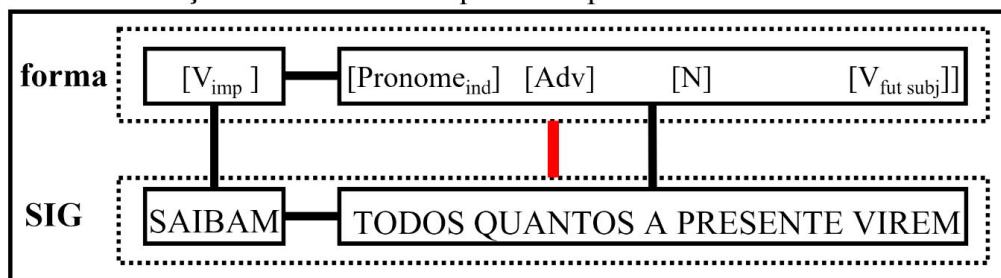 forma [V_imp ] [Pronome_ind] [Adv] [N] [V_fut subj]]
SIG SAIBAM TODOS QUANTOS A PRESENTE VIREM